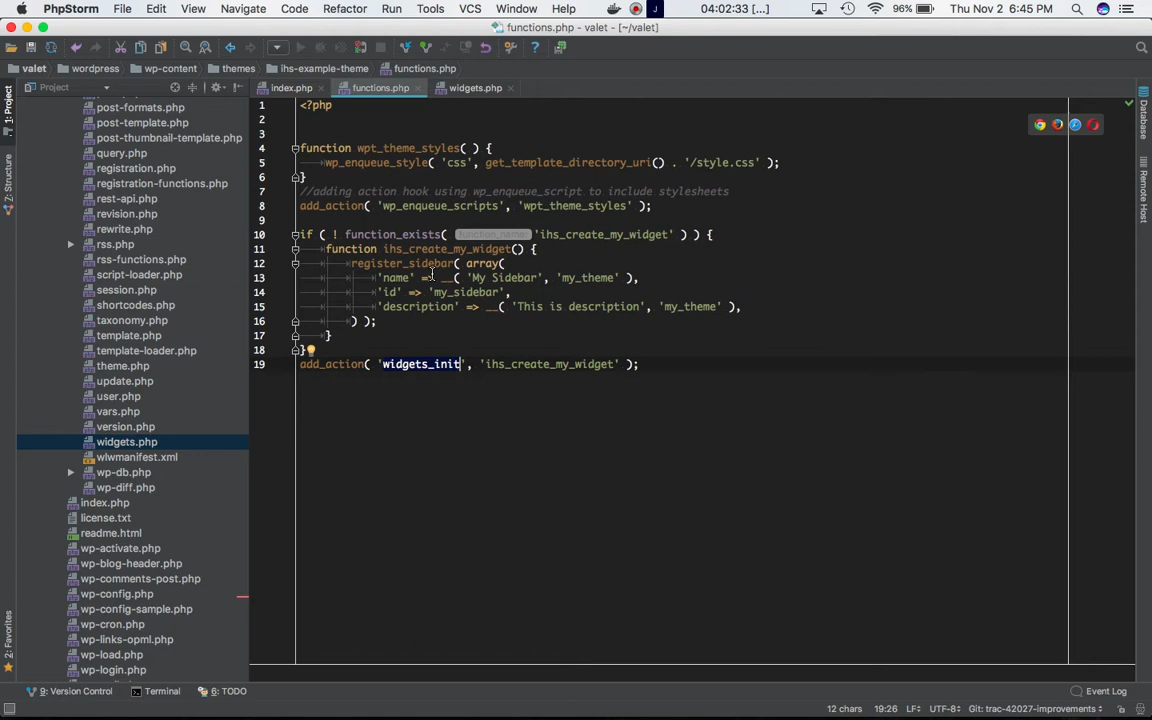 PhpStorm File Edit View Navigate Code Refactor Run Tools VCS Window Help 04:02:33 [...] 96% Thu Nov 2 6:45 PM
functions.php - valet - [~/valet]
valet wordpress wp-content themes ihs-example-theme functions.php
Project index.php functions.php widgets.php
1: Project
Z: Structure
2: Favorites
post-formats.php
post-template.php
post-thumbnail-template.php
query.php
registration.php
registration-functions.php
rest-api.php
revision.php
rewrite.php
rss.php
rss-functions.php
script-loader.php
session.php
shortcodes.php
taxonomy.php
template.php
template-loader.php
theme.php
update.php
user.php
vars.php
version.php
widgets.php
wlwmanifest.xml
wp-db.php
wp-diff.php
index.php
license.txt
readme.html
wp-activate.php
wp-blog-header.php
wp-comments-post.php
wp-config.php
wp-config-sample.php
wp-cron.php
wp-links-opml.php
wp-load.php
wp-login.php
1 <?php
2
3
4 function wpt_theme_styles( ) {
5 wp_enqueue_style( 'css', get_template_directory_uri() . '/style.css' );
6 }
7 //adding action hook using wp_enqueue_script to include stylesheets
8 add_action( 'wp_enqueue_scripts', 'wpt_theme_styles' );
9
10 if ( ! function_exists( function_name: 'ihs_create_my_widget' ) ) {
11 function ihs_create_my_widget() {
12 register_sidebar( array(
13 'name' => __( 'My Sidebar', 'my_theme' ),
14 'id' => 'my_sidebar',
15 'description' => __( 'This is description', 'my_theme' ),
16 ) );
17 }
18 }
19 add_action( 'widgets_init', 'ihs_create_my_widget' );
Database
Remote Host
9: Version Control Terminal 6: TODO Event Log
12 chars 19:26 LF UTF-8 Git: trac-42027-improvements